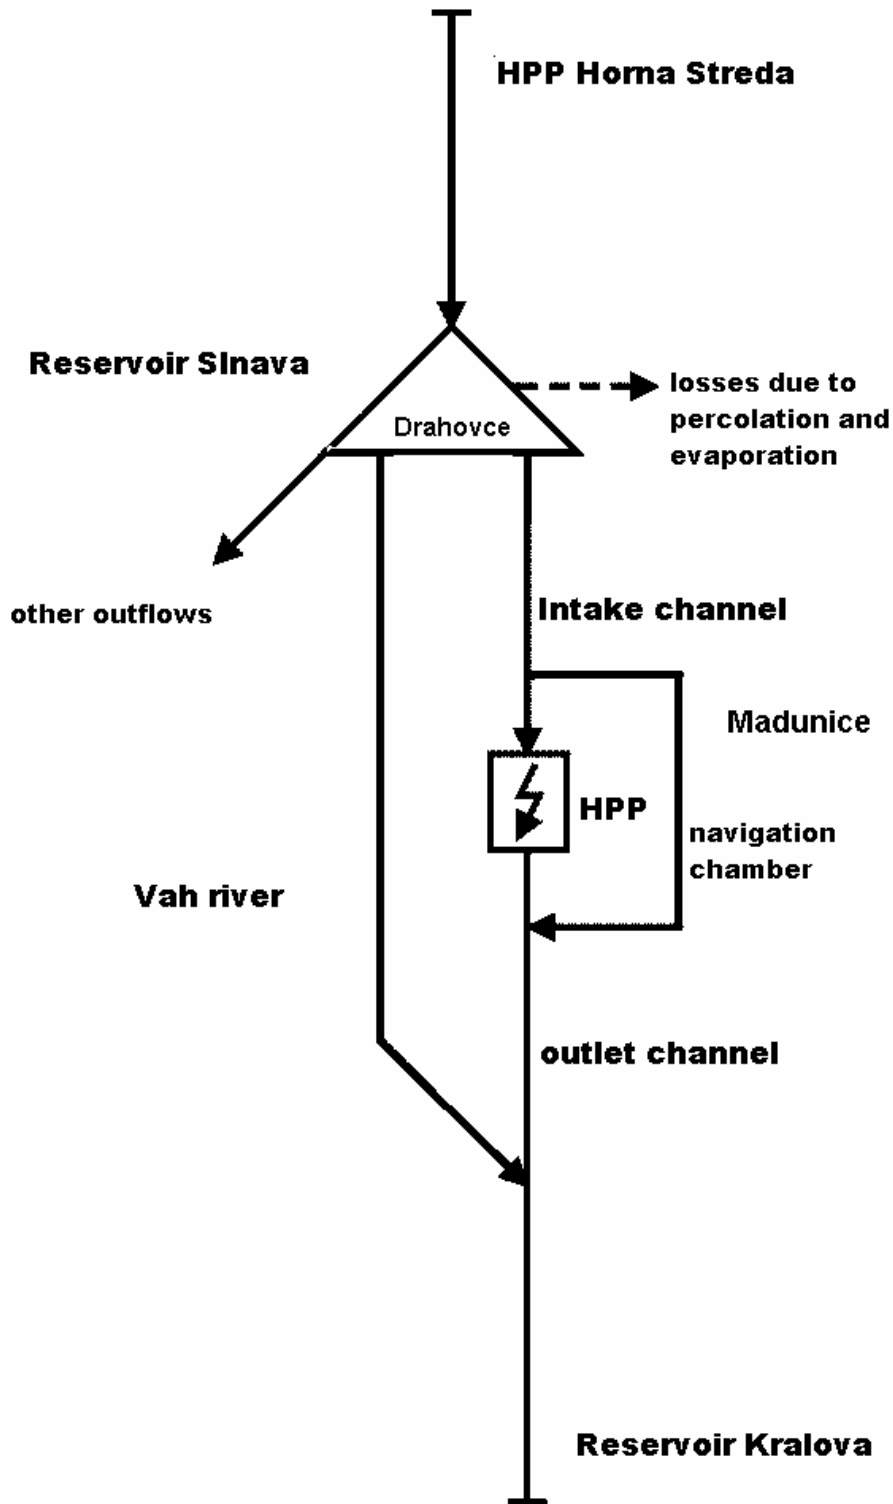 HPP Horna Streda
Reservoir Slnava
losses due to
percolation and
evaporation
Drahovce
other outflows
Intake channel
Madunice
HPP
navigation
chamber
Vah river
outlet channel
Reservoir Kralova